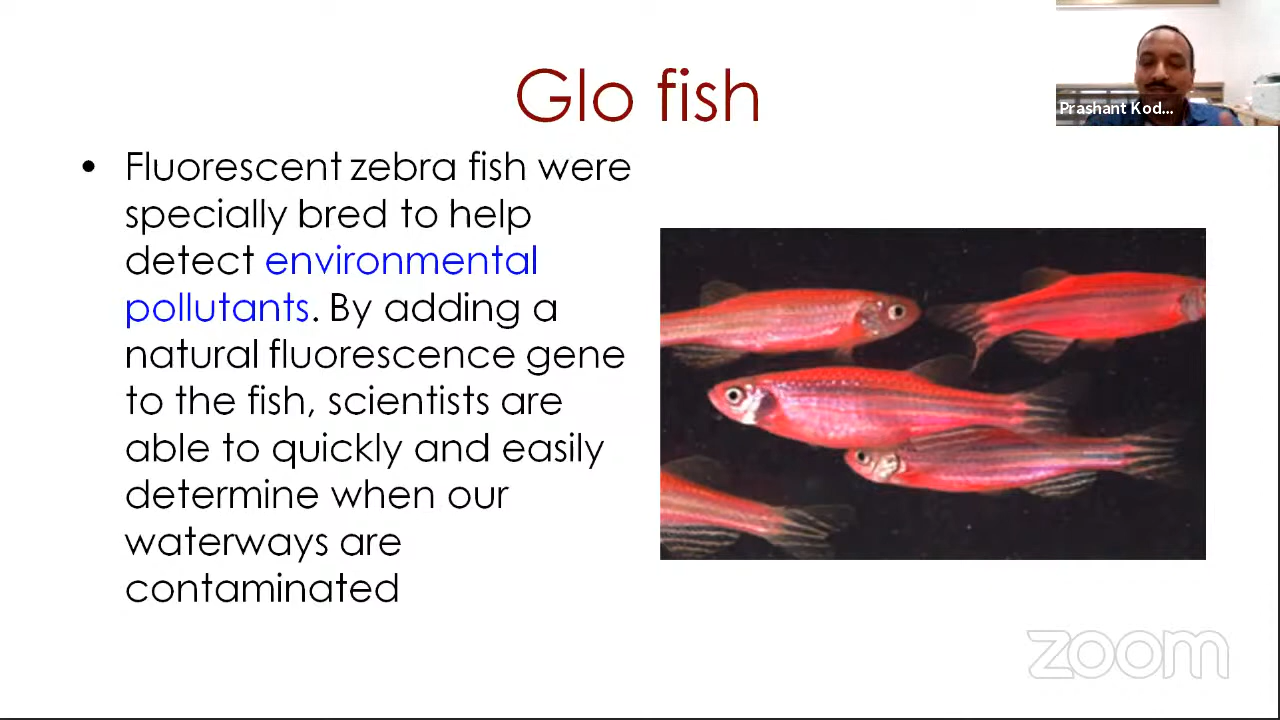 Glo fish
Prashant Kod...
• Fluorescent zebra fish were
specially bred to help
detect environmental
pollutants. By adding a
natural fluorescence gene
to the fish, scientists are
able to quickly and easily
determine when our
waterways are
contaminated
zoom